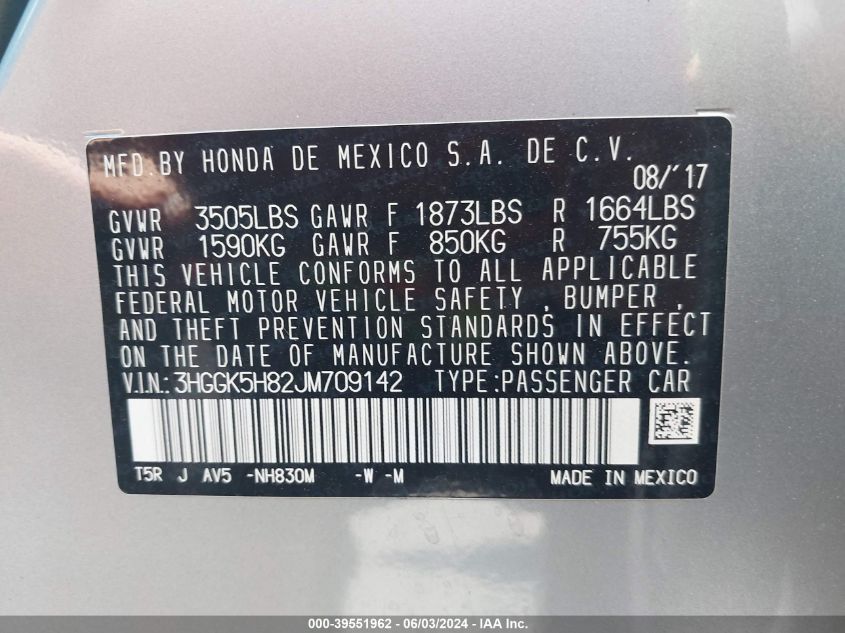 MFD. BY HONDA DE MEXICO S.A. DE C.V.
08/'17
GVWR 3505LBS GAWR F 1873LBS R 1664LBS
GVWR 1590KG GAWR F 850KG R 755KG
THIS VEHICLE CONFORMS TO ALL APPLICABLE
FEDERAL MOTOR VEHICLE SAFETY , BUMPER ,
AND THEFT PREVENTION STANDARDS IN EFFECT
ON THE DATE OF MANUFACTURE SHOWN ABOVE.
V.I.N.:3HGGK5H82JM709142 TYPE:PASSENGER CAR
T5R J AV5 -NH830M -W -M MADE IN MEXICO
000-39551962 - 06/03/2024 - IAA Inc.